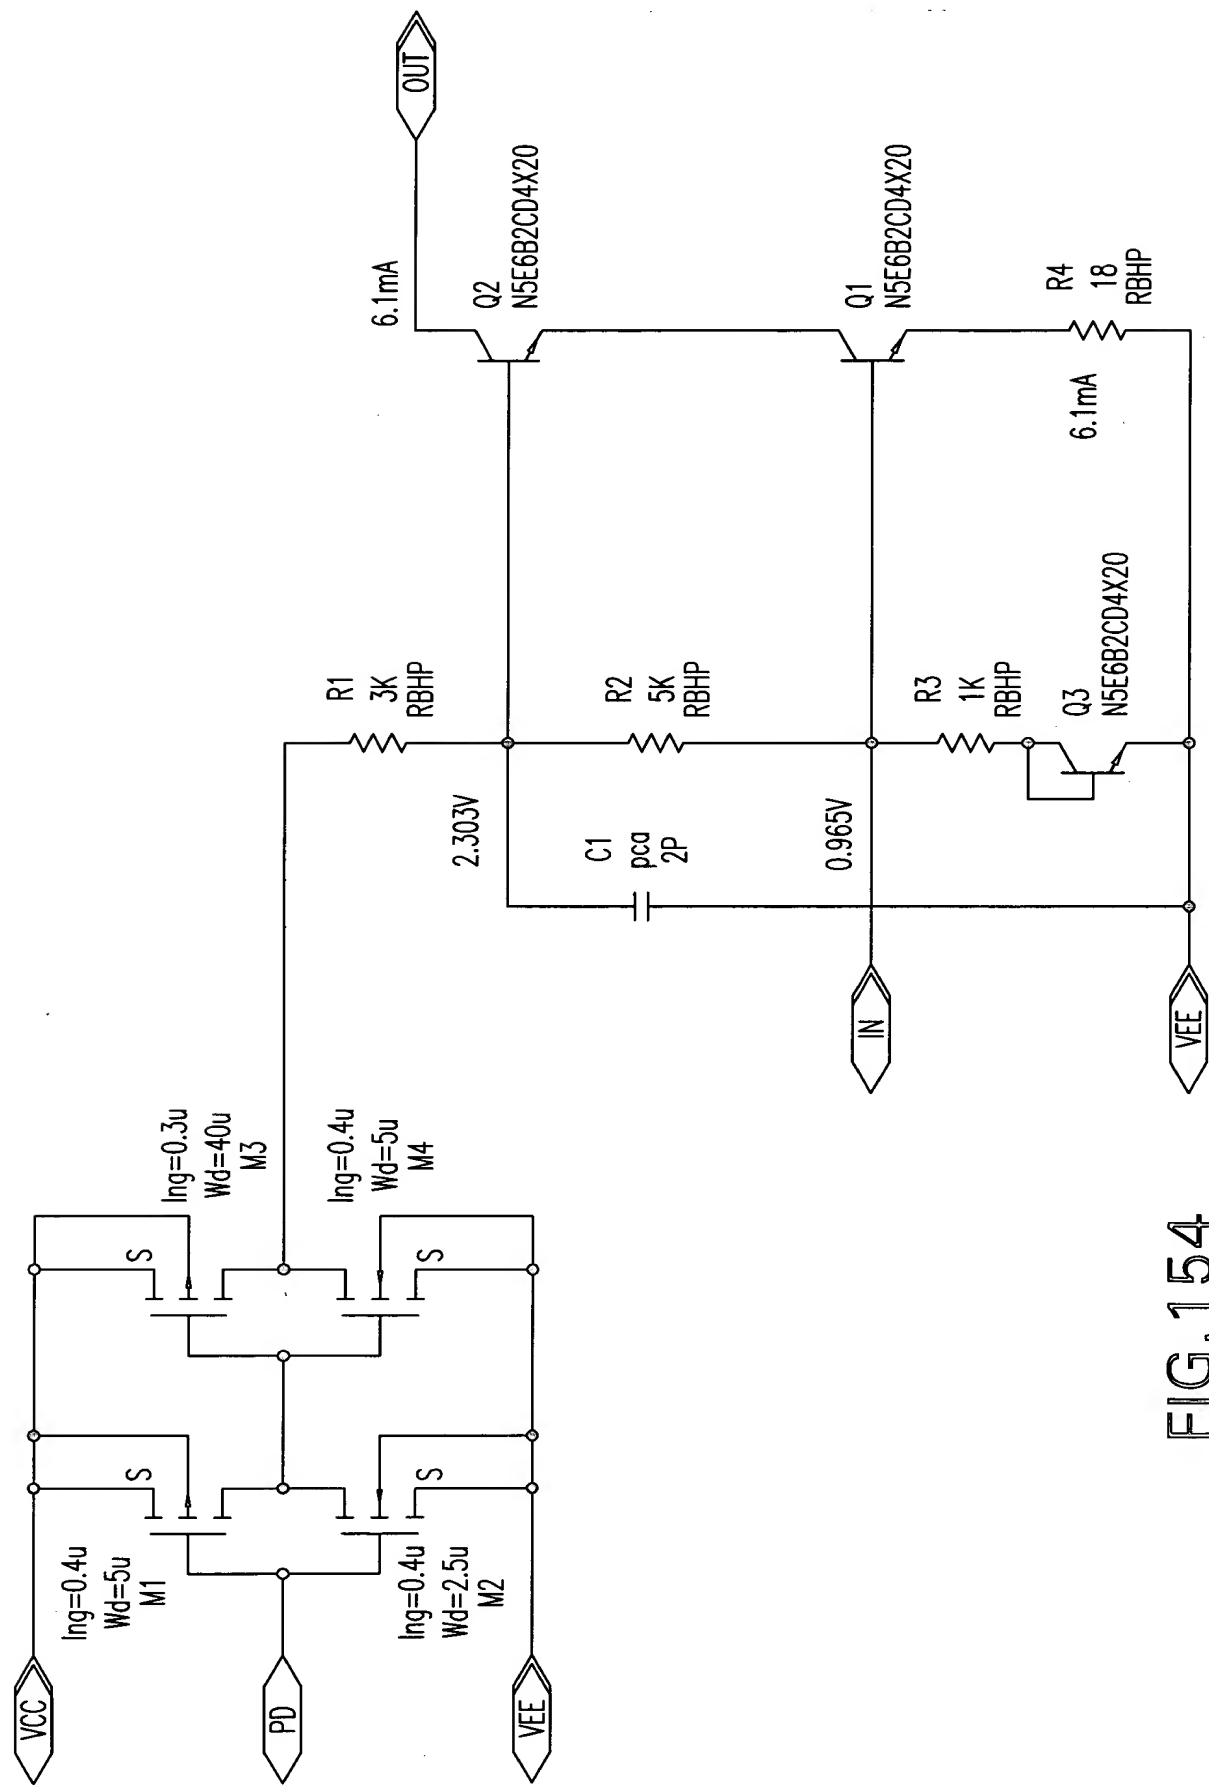 VCC
PD
VEE
lng=0.4u
Wd=5u
M1
lng=0.4u
Wd=2.5u
M2
S
S
lng=0.3u
Wd=40u
M3
lng=0.4u
Wd=5u
M4
S
S
R1
3K
RBHP
2.303V
C1
pca
2P
R2
5K
RBHP
0.965V
IN
VEE
R3
1K
RBHP
Q3
N5E6B2CD4X20
OUT
6.1mA
Q2
N5E6B2CD4X20
Q1
N5E6B2CD4X20
R4
18
RBHP
6.1mA
FIG.154